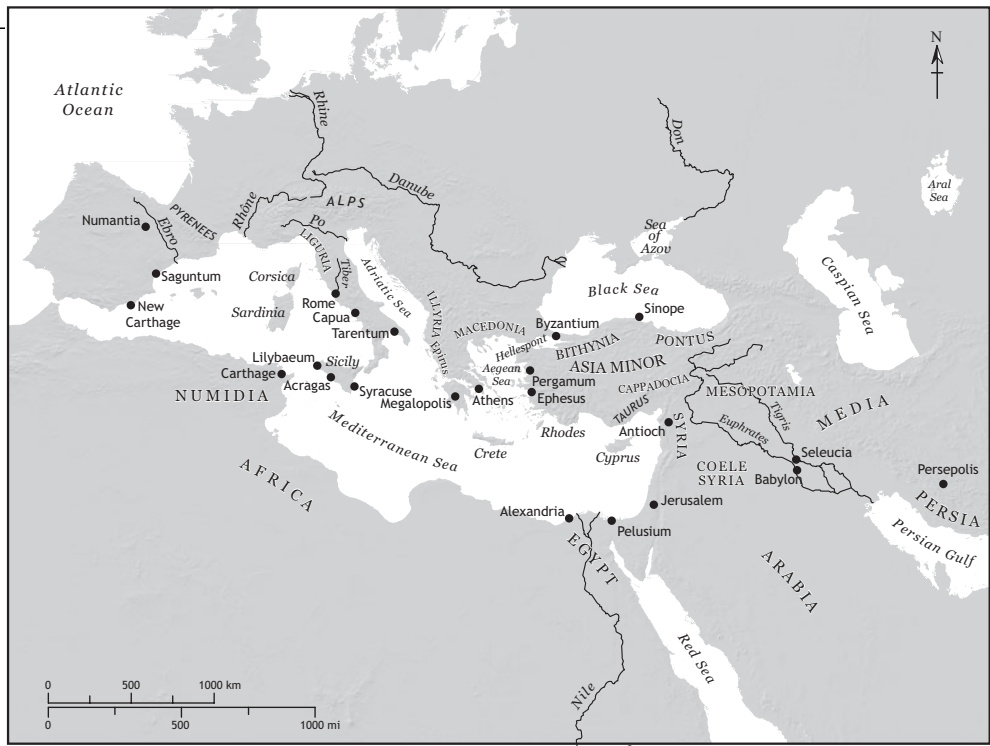 N
Atlantic
Ocean
Rhine
Don
Aral
Sea
Danube
ALPS
Rhône
PYRENEES
Numantia
Ebro
Po
LIGURIA
Tiber
Adriatic Sea
Sea
of
Azov
Caspian Sea
Saguntum
Corsica
Black Sea
New
Carthage
Sardinia
Rome
Capua
Tarentum
ILLYRIA
Epirus
MACEDONIA
Hellespont
Byzantium
Sinope
BITHYNIA
PONTUS
Lilybaeum
Sicily
Carthage
Acragas
Syracuse
Aegean
Sea
ASIA MINOR
Pergamum
Ephesus
CAPPADOCIA
MESOPOTAMIA
NUMIDIA
Megalopolis
Athens
TAURUS
Tigris
MEDIA
Mediterranean Sea
Rhodes
Antioch
SYRIA
Euphrates
Crete
Cyprus
COELE
SYRIA
Seleucia
Babylon
Persepolis
AFRICA
Alexandria
Jerusalem
Pelusium
PERSIA
Persian Gulf
EGYPT
ARABIA
Red Sea
Nile
0 500 1000 km
0 500 1000 mi